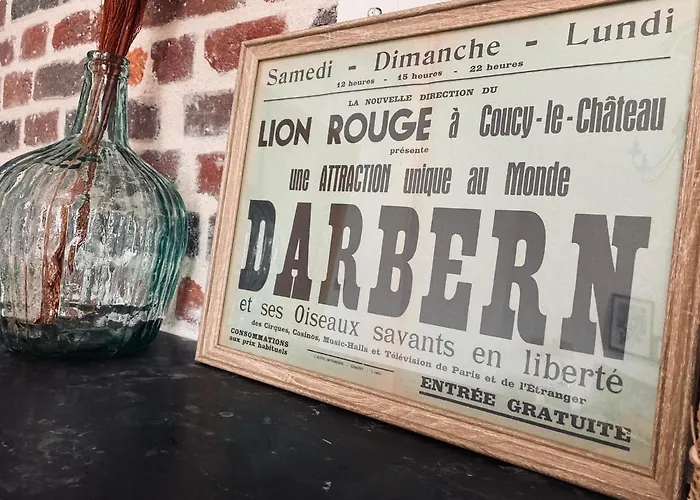 Samedi - Dimanche - Lundi
12 heures - 15 heures - 22 heures
LA NOUVELLE DIRECTION DU
LION ROUGE à Coucy-le-Château
présente
une ATTRACTION unique au Monde
DARBERN
et ses Oiseaux savants en liberté
des Cirques, Casinos, Music-Halls et Télévision de Paris et de l'Étranger
CONSOMMATIONS
aux prix habituels
ENTRÉE GRATUITE